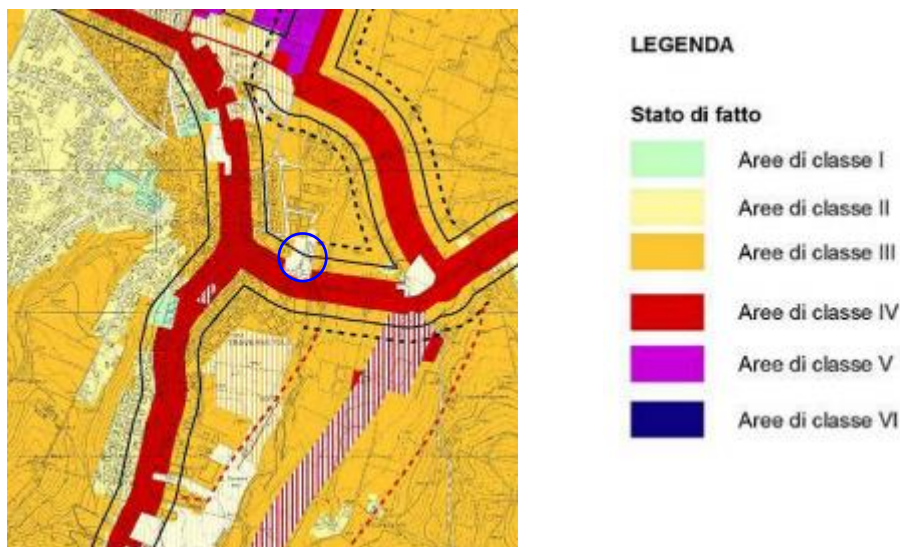 LEGENDA
Stato di fatto
Aree di classe I
Aree di classe II
Aree di classe III
Aree di classe IV
Aree di classe V
Aree di classe VI